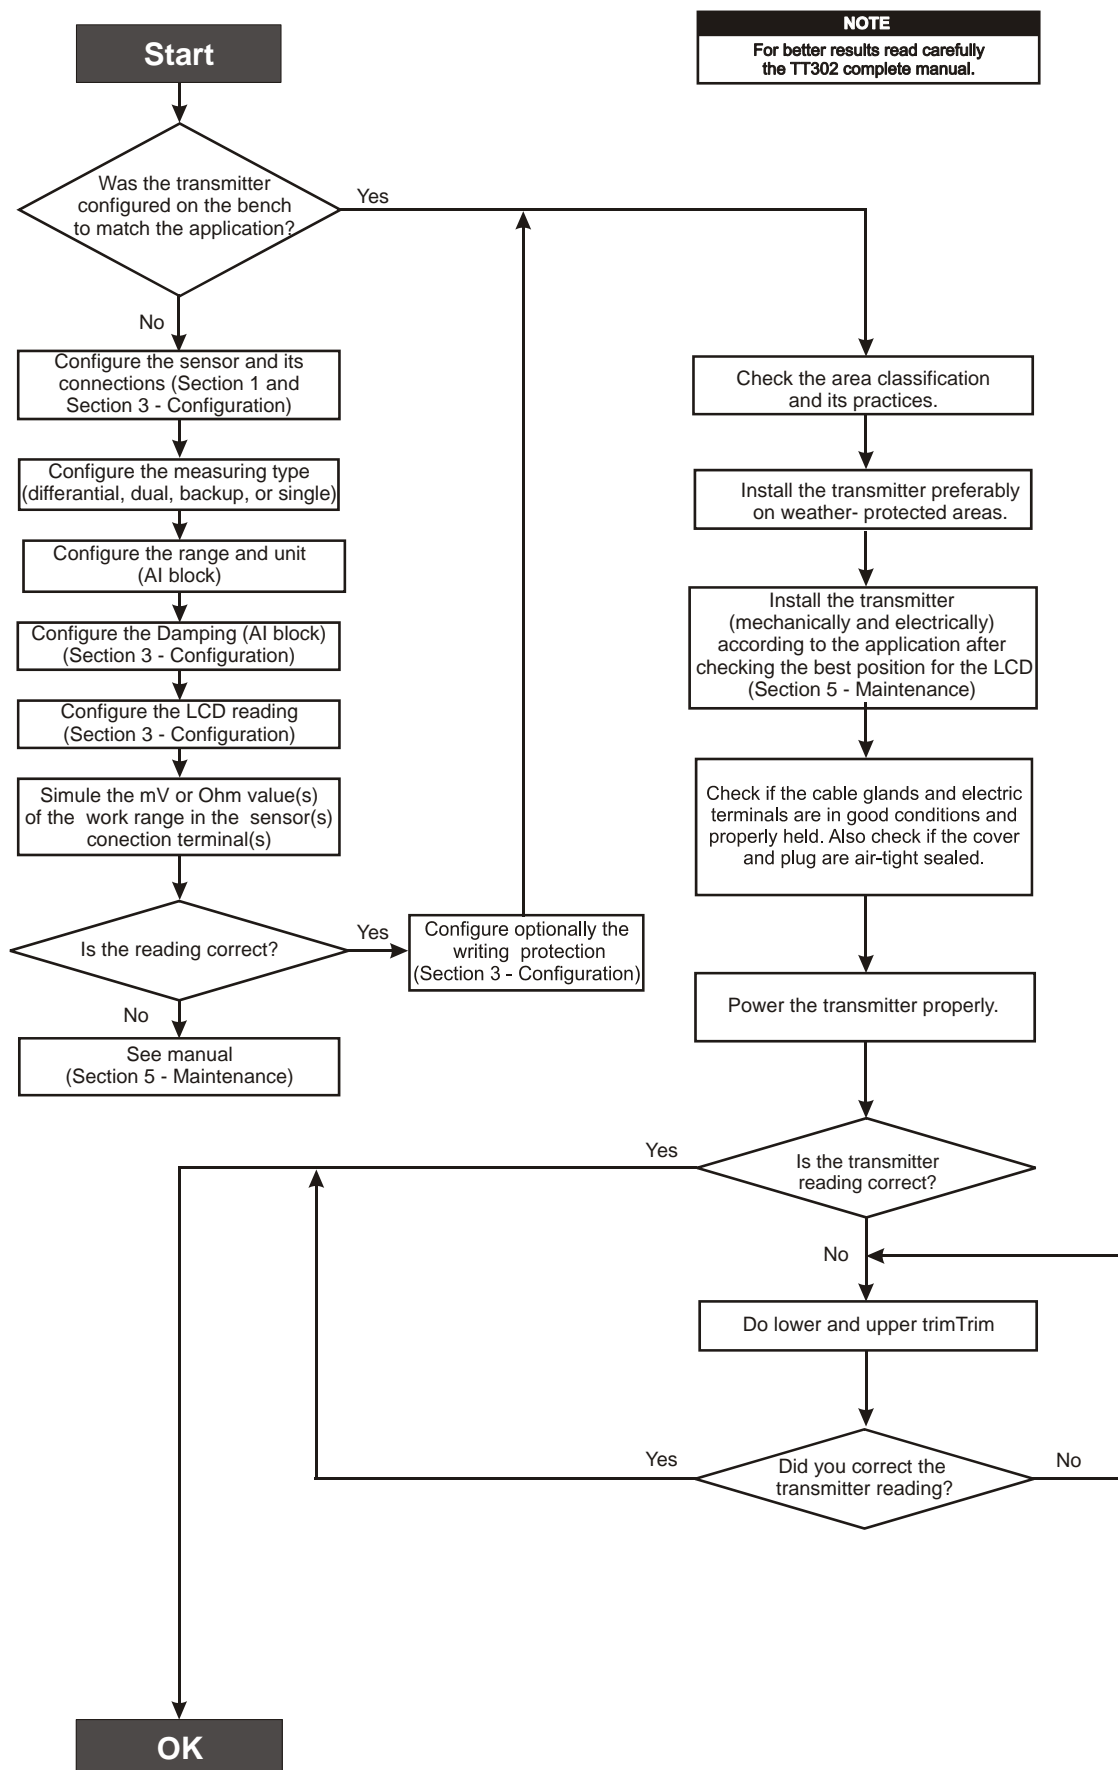 Start
NOTE
For better results read carefully
the TT302 complete manual.
Was the transmitter
configured on the bench
to match the application?
Yes
No
Configure the sensor and its
connections (Section 1 and
Section 3 - Configuration)
Configure the measuring type
(differantial, dual, backup, or single)
Configure the range and unit
(AI block)
Configure the Damping (AI block)
(Section 3 - Configuration)
Configure the LCD reading
(Section 3 - Configuration)
Simule the mV or Ohm value(s)
of the work range in the sensor(s)
conection terminal(s)
Is the reading correct?
Yes
Configure optionally the
writing protection
(Section 3 - Configuration)
No
See manual
(Section 5 - Maintenance)
Check the area classification
and its practices.
Install the transmitter preferably
on weather- protected areas.
Install the transmitter
(mechanically and electrically)
according to the application after
checking the best position for the LCD
(Section 5 - Maintenance)
Check if the cable glands and electric
terminals are in good conditions and
properly held. Also check if the cover
and plug are air-tight sealed.
Power the transmitter properly.
Is the transmitter
reading correct?
Yes
No
Do lower and upper trimTrim
Did you correct the
transmitter reading?
Yes
No
OK